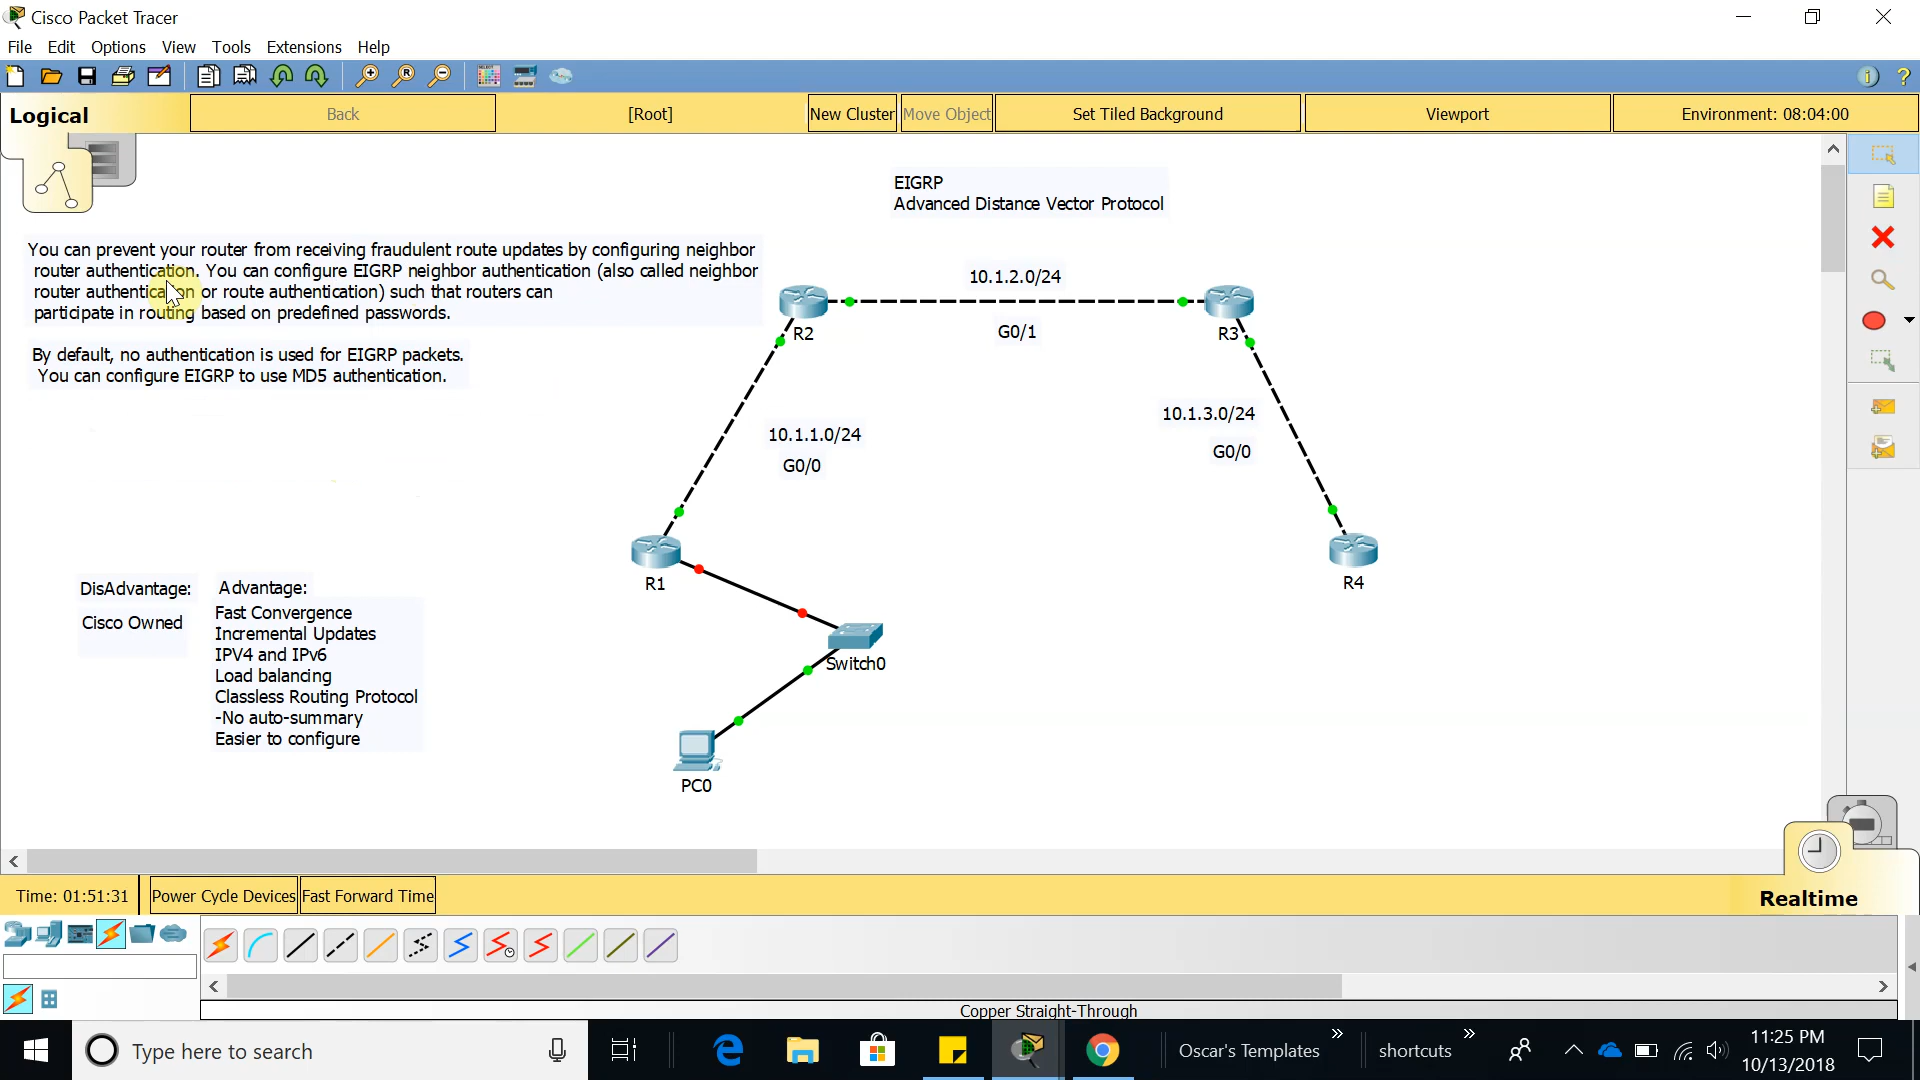 Cisco Packet Tracer
File Edit Options View Tools Extensions Help
Logical
Back
[Root]
New Cluster
Move Object
Set Tiled Background
Viewport
Environment: 08:04:00
EIGRP
Advanced Distance Vector Protocol
You can prevent your router from receiving fraudulent route updates by configuring neighbor
router authentication. You can configure EIGRP neighbor authentication (also called neighbor
router authentication or route authentication) such that routers can
participate in routing based on predefined passwords.
By default, no authentication is used for EIGRP packets.
You can configure EIGRP to use MD5 authentication.
10.1.2.0/24
G0/1
R2
R3
10.1.1.0/24
G0/0
10.1.3.0/24
G0/0
R1
R4
Switch0
PC0
DisAdvantage:
Cisco Owned
Advantage:
Fast Convergence
Incremental Updates
IPV4 and IPv6
Load balancing
Classless Routing Protocol
-No auto-summary
Easier to configure
Time: 01:51:31
Power Cycle Devices
Fast Forward Time
Realtime
Copper Straight-Through
Type here to search
Oscar's Templates
shortcuts
11:25 PM
10/13/2018